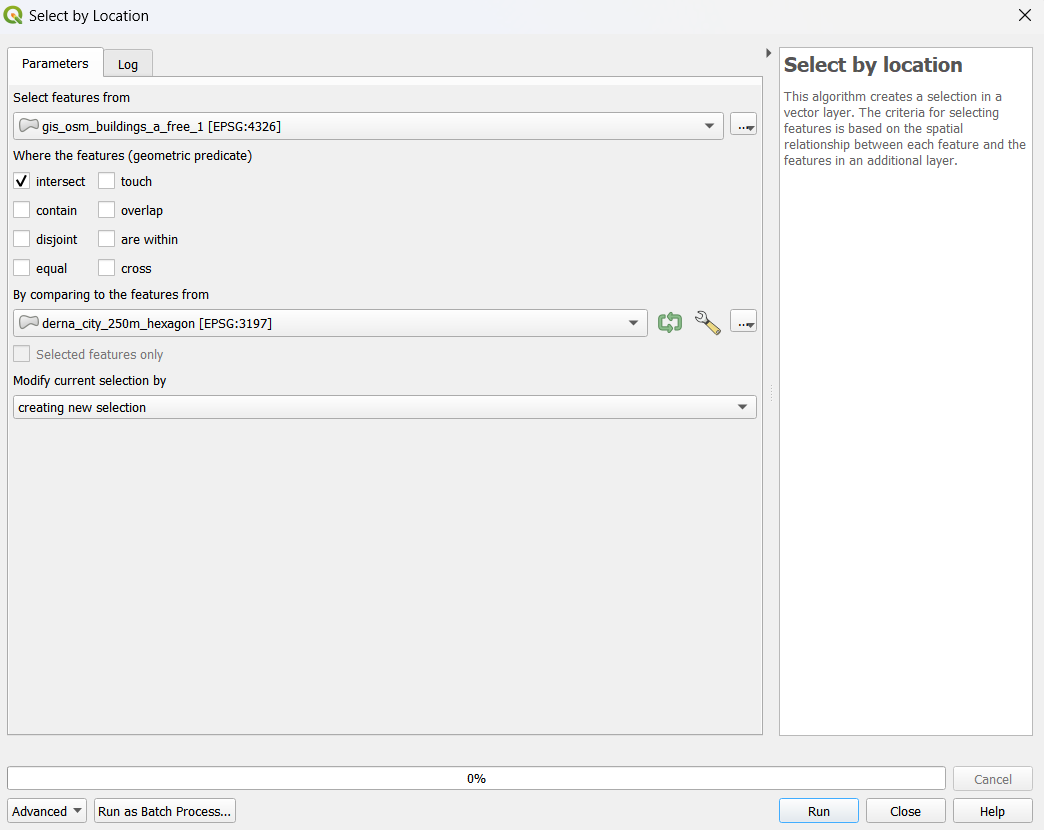 Select by Location
Parameters
Log
Select features from
gis_osm_buildings_a_free_1 [EPSG:4326]
...
Where the features (geometric predicate)
intersect
touch
contain
overlap
disjoint
are within
equal
cross
By comparing to the features from
derna_city_250m_hexagon [EPSG:3197]
...
Selected features only
Modify current selection by
creating new selection
Select by location
This algorithm creates a selection in a
vector layer. The criteria for selecting
features is based on the spatial
relationship between each feature and the
features in an additional layer.
0%
Cancel
Advanced
Run as Batch Process...
Run
Close
Help